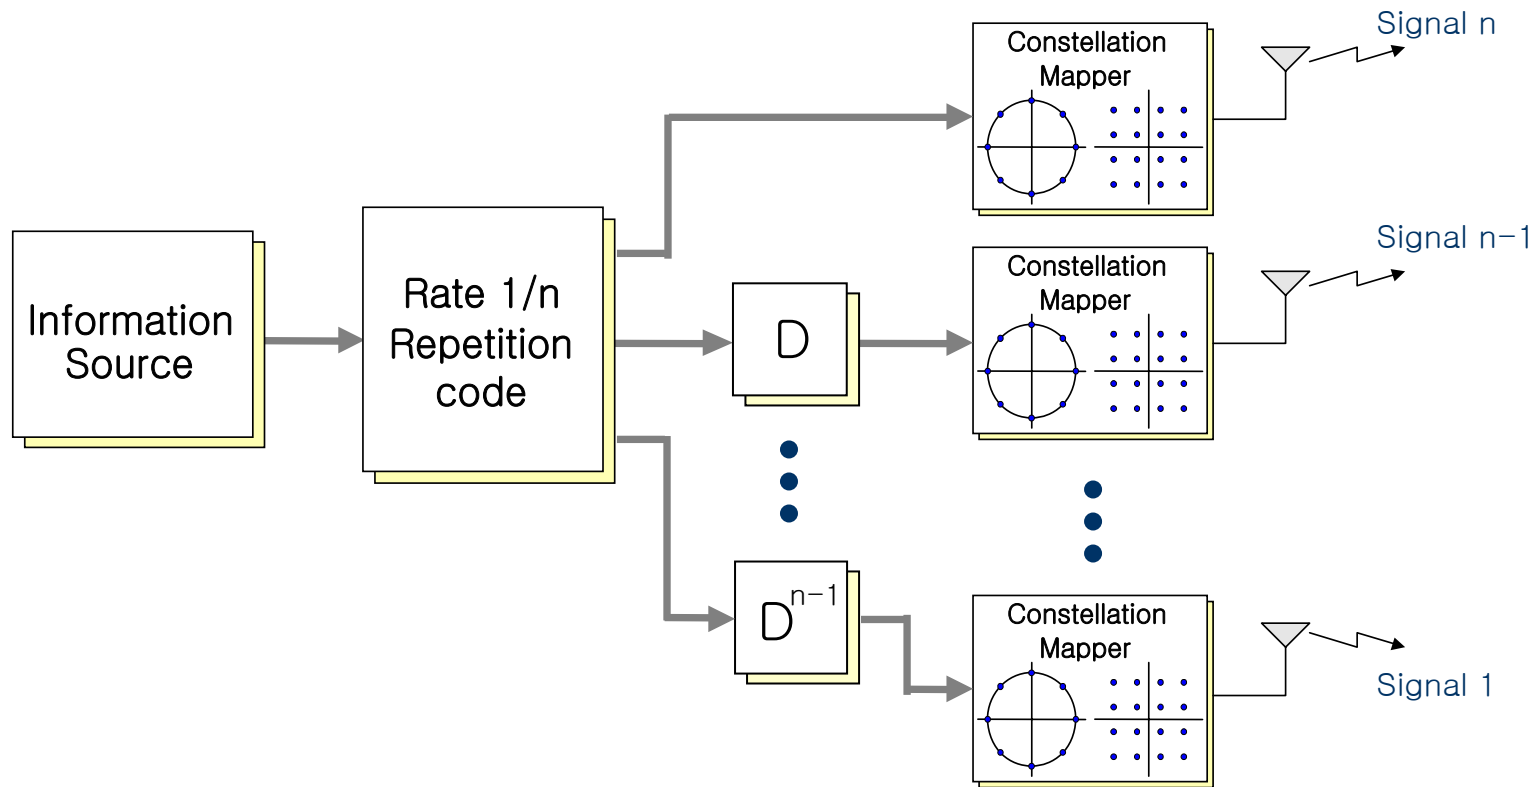 Information
Source
Rate 1/n
Repetition
code
D
D^{n-1}
Constellation
Mapper
Signal n
Constellation
Mapper
Signal n-1
Constellation
Mapper
Signal 1